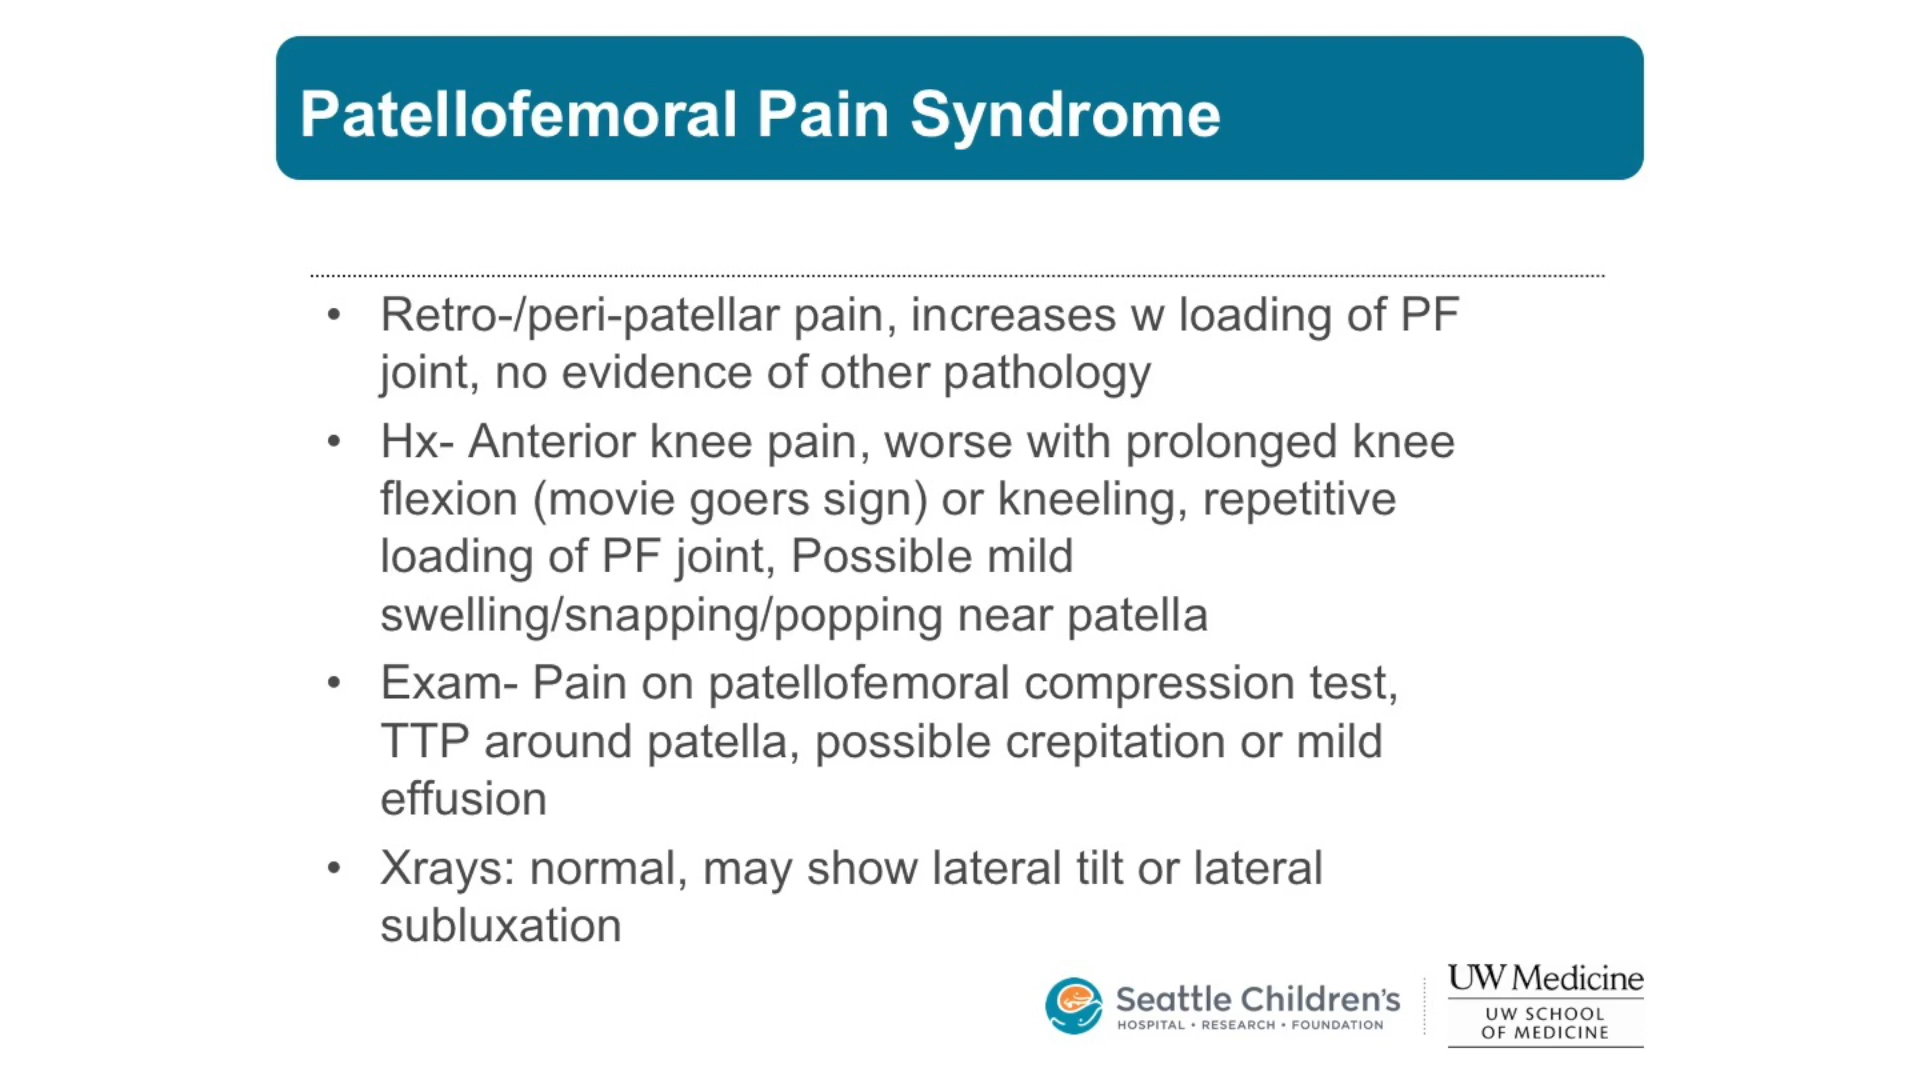 Patellofemoral Pain Syndrome
• Retro-/peri-patellar pain, increases w loading of PF
joint, no evidence of other pathology
• Hx- Anterior knee pain, worse with prolonged knee
flexion (movie goers sign) or kneeling, repetitive
loading of PF joint, Possible mild
swelling/snapping/popping near patella
• Exam- Pain on patellofemoral compression test,
TTP around patella, possible crepitation or mild
effusion
• Xrays: normal, may show lateral tilt or lateral
subluxation
Seattle Children's
HOSPITAL • RESEARCH • FOUNDATION
UW Medicine
UW SCHOOL
OF MEDICINE